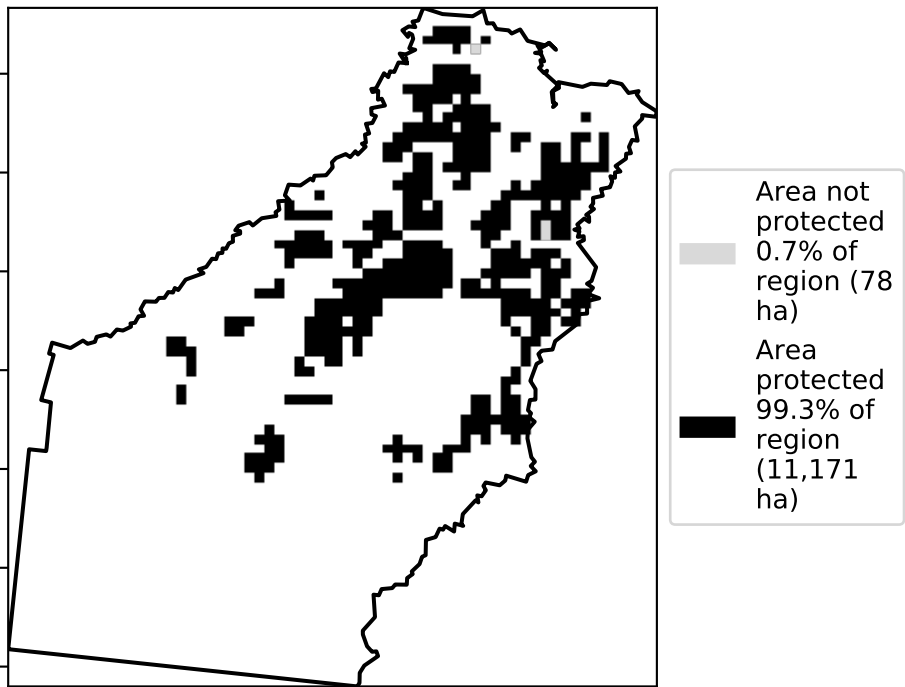 Area not
protected
0.7% of
region (78
ha)
Area
protected
99.3% of
region
(11,171
ha)